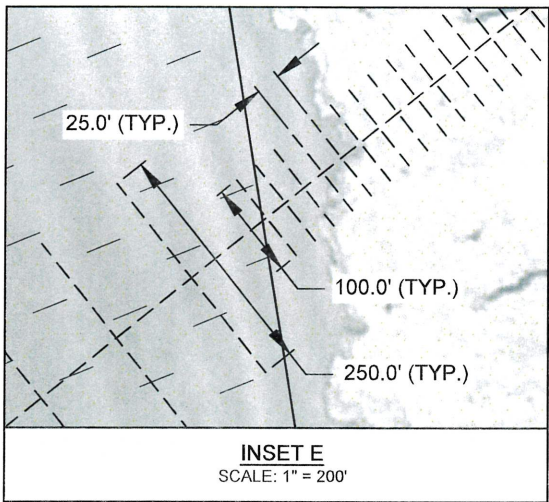 25.0' (TYP.)
100.0' (TYP.)
250.0' (TYP.)
INSET E
SCALE: 1" = 200'